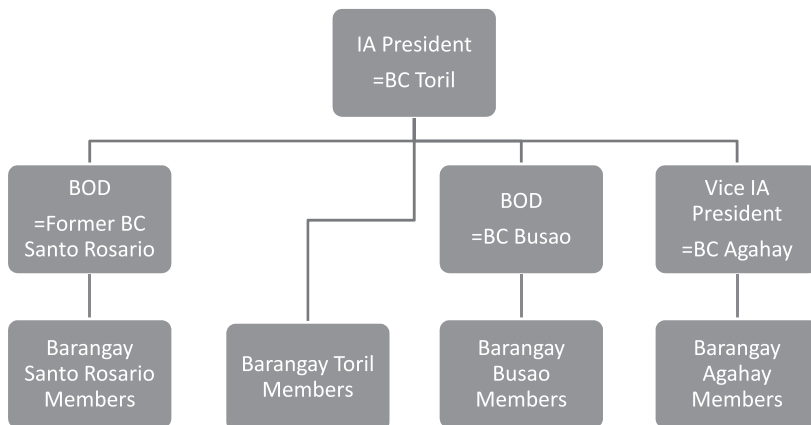 IA President
=BC Toril
BOD
=Former BC
Santo Rosario
BOD
=BC Busao
Vice IA
President
=BC Agahay
Barangay
Santo Rosario
Members
Barangay Toril
Members
Barangay
Busao
Members
Barangay
Agahay
Members